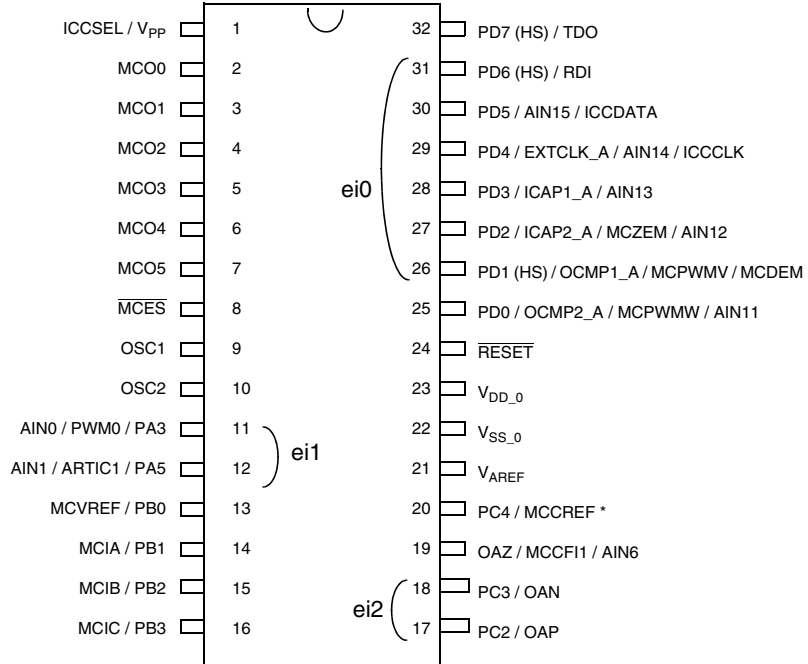 ICCSEL / VPP 1 32 PD7 (HS) / TDO
MCO0 2 31 PD6 (HS) / RDI
MCO1 3 30 PD5 / AIN15 / ICCDATA
MCO2 4 29 PD4 / EXTCLK_A / AIN14 / ICCCLK
MCO3 5 ei0 28 PD3 / ICAP1_A / AIN13
MCO4 6 27 PD2 / ICAP2_A / MCZEM / AIN12
MCO5 7 26 PD1 (HS) / OCMP1_A / MCPWMV / MCDEM
MCES 8 25 PD0 / OCMP2_A / MCPWMW / AIN11
OSC1 9 24 RESET
OSC2 10 23 VDD_0
AIN0 / PWM0 / PA3 11 22 VSS_0
ei1
AIN1 / ARTIC1 / PA5 12 21 VAREF
MCVREF / PB0 13 20 PC4 / MCCREF *
MCIA / PB1 14 19 OAZ / MCCFI1 / AIN6
MCIB / PB2 15 18 PC3 / OAN
ei2
MCIC / PB3 16 17 PC2 / OAP